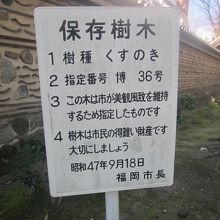 保存樹木
1 樹種 くすのき
2 指定番号 博 36号
3 この木は市が美観風致を維持
するため指定したものです
4 樹木は市民の得難い財産です
大切にしましょう
昭和47年9月18日
福岡市長